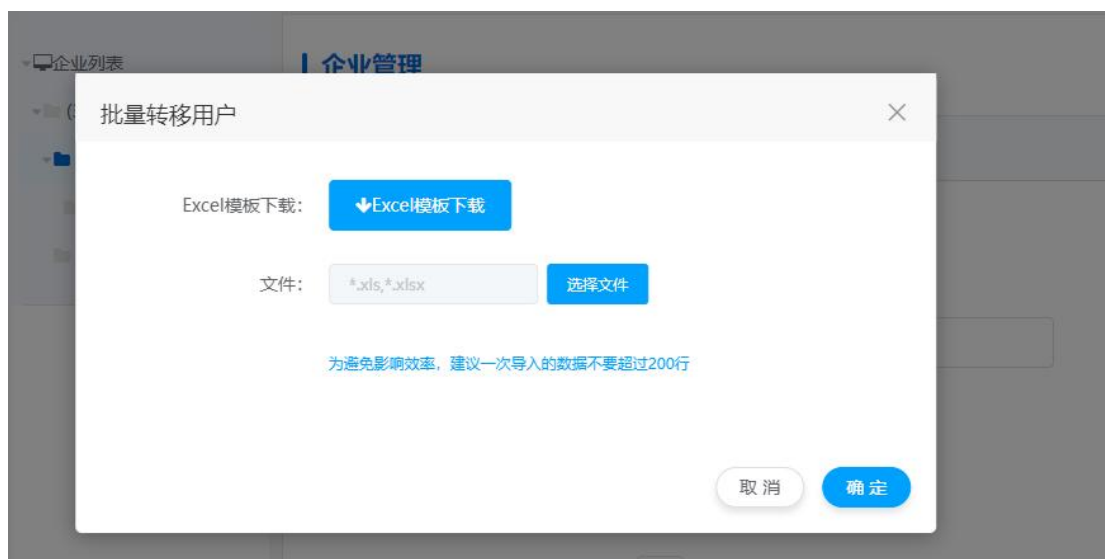 企业列表
企业管理
批量转移用户
Excel模板下载:
Excel模板下载
文件:
*.xls,*.xlsx
选择文件
为避免影响效率，建议一次导入的数据不要超过200行
取 消
确 定